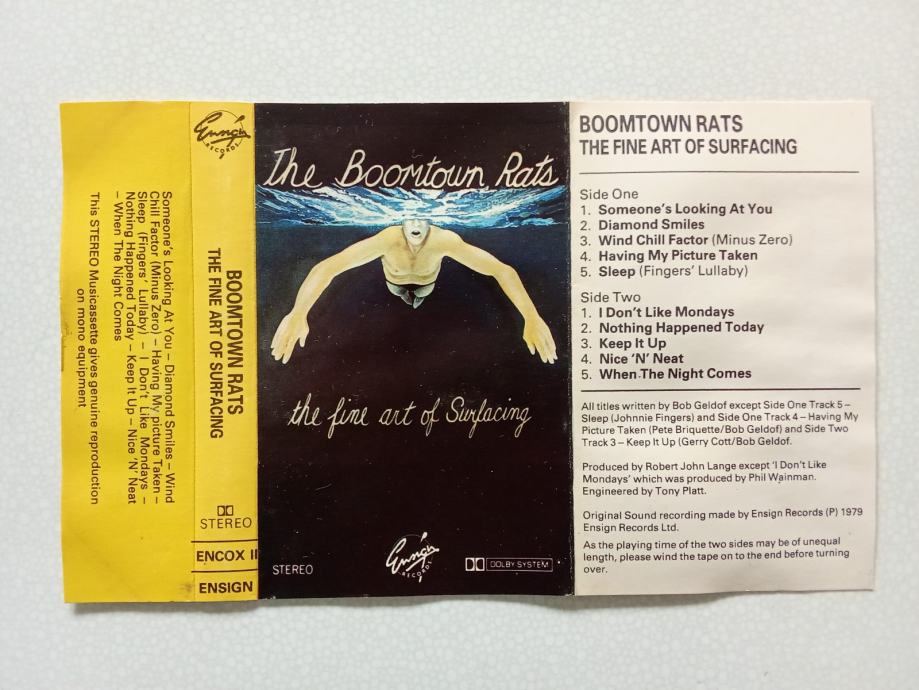 Someone's Looking At You – Diamond Smiles – Wind
Chill Factor (Minus Zero) – Having My picture Taken –
Sleep (Fingers' Lullaby) – I Don't Like Mondays –
Nothing Happened Today – Keep It Up – Nice 'N' Neat
– When The Night Comes
This STEREO Musicassette gives genuine reproduction
on mono equipment
Ensign
RECORDS
BOOMTOWN RATS
THE FINE ART OF SURFACING
STEREO
ENCOX II
ENSIGN
The Boomtown Rats
the fine art of Surfacing
STEREO
Ensign
RECORDS
DOLBY SYSTEM
BOOMTOWN RATS
THE FINE ART OF SURFACING
Side One
1. Someone's Looking At You
2. Diamond Smiles
3. Wind Chill Factor (Minus Zero)
4. Having My Picture Taken
5. Sleep (Fingers' Lullaby)
Side Two
1. I Don't Like Mondays
2. Nothing Happened Today
3. Keep It Up
4. Nice 'N' Neat
5. When The Night Comes
All titles written by Bob Geldof except Side One Track 5 –
Sleep (Johnnie Fingers) and Side One Track 4 – Having My
Picture Taken (Pete Briquette/Bob Geldof) and Side Two
Track 3 – Keep It Up (Gerry Cott/Bob Geldof.
Produced by Robert John Lange except 'I Don't Like
Mondays' which was produced by Phil Wainman.
Engineered by Tony Platt.
Original Sound recording made by Ensign Records (P) 1979
Ensign Records Ltd.
As the playing time of the two sides may be of unequal
length, please wind the tape on to the end before turning
over.